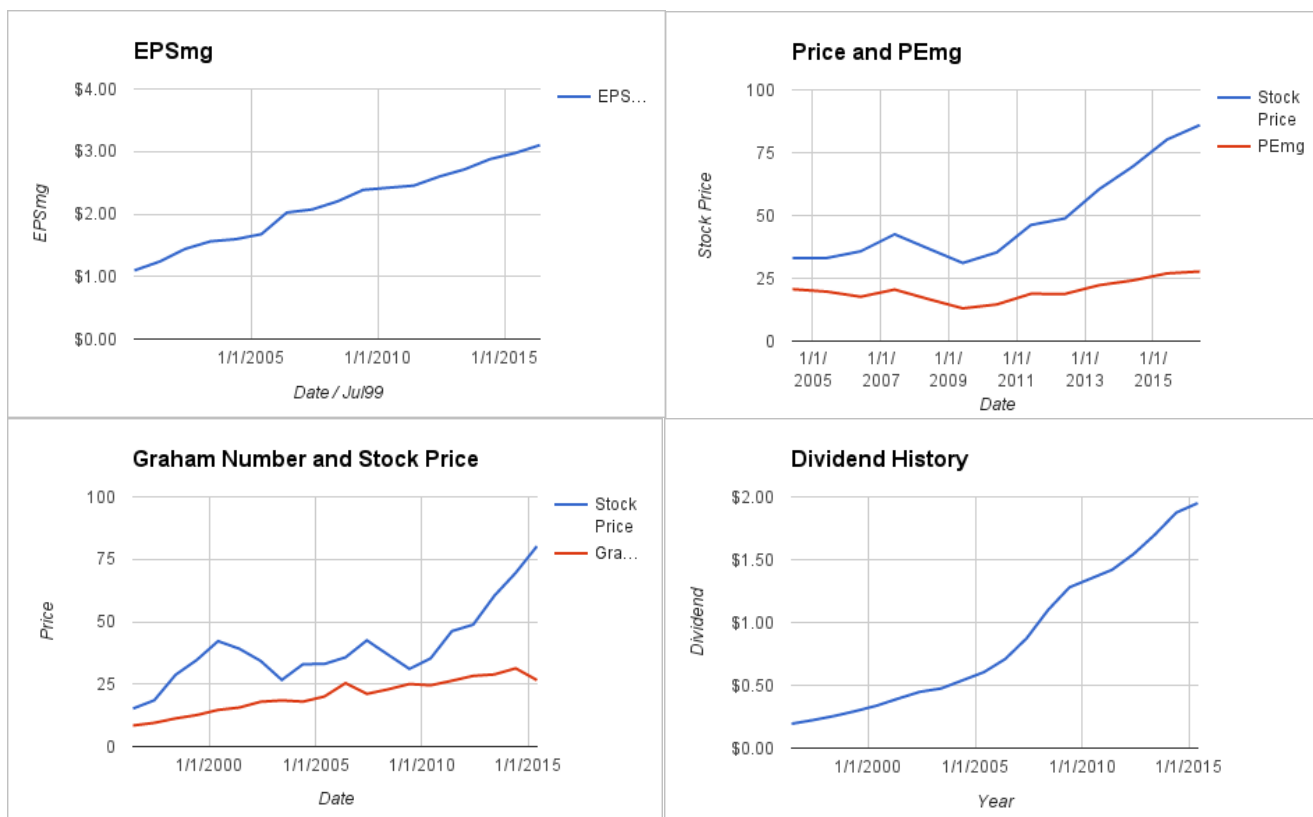 EPSmg
$4.00
$3.00
$2.00
$1.00
$0.00
EPSmg
1/1/2005
1/1/2010
1/1/2015
Date / Jul99
EPS…
Price and PEmg
100
75
50
25
0
Stock Price
1/1/
2005
1/1/
2007
1/1/
2009
1/1/
2011
1/1/
2013
1/1/
2015
Date
Stock
Price
PEmg
Graham Number and Stock Price
100
75
50
25
0
Price
1/1/2000
1/1/2005
1/1/2010
1/1/2015
Date
Stock
Price
Gra…
Dividend History
$2.00
$1.50
$1.00
$0.50
$0.00
Dividend
1/1/2000
1/1/2005
1/1/2010
1/1/2015
Year